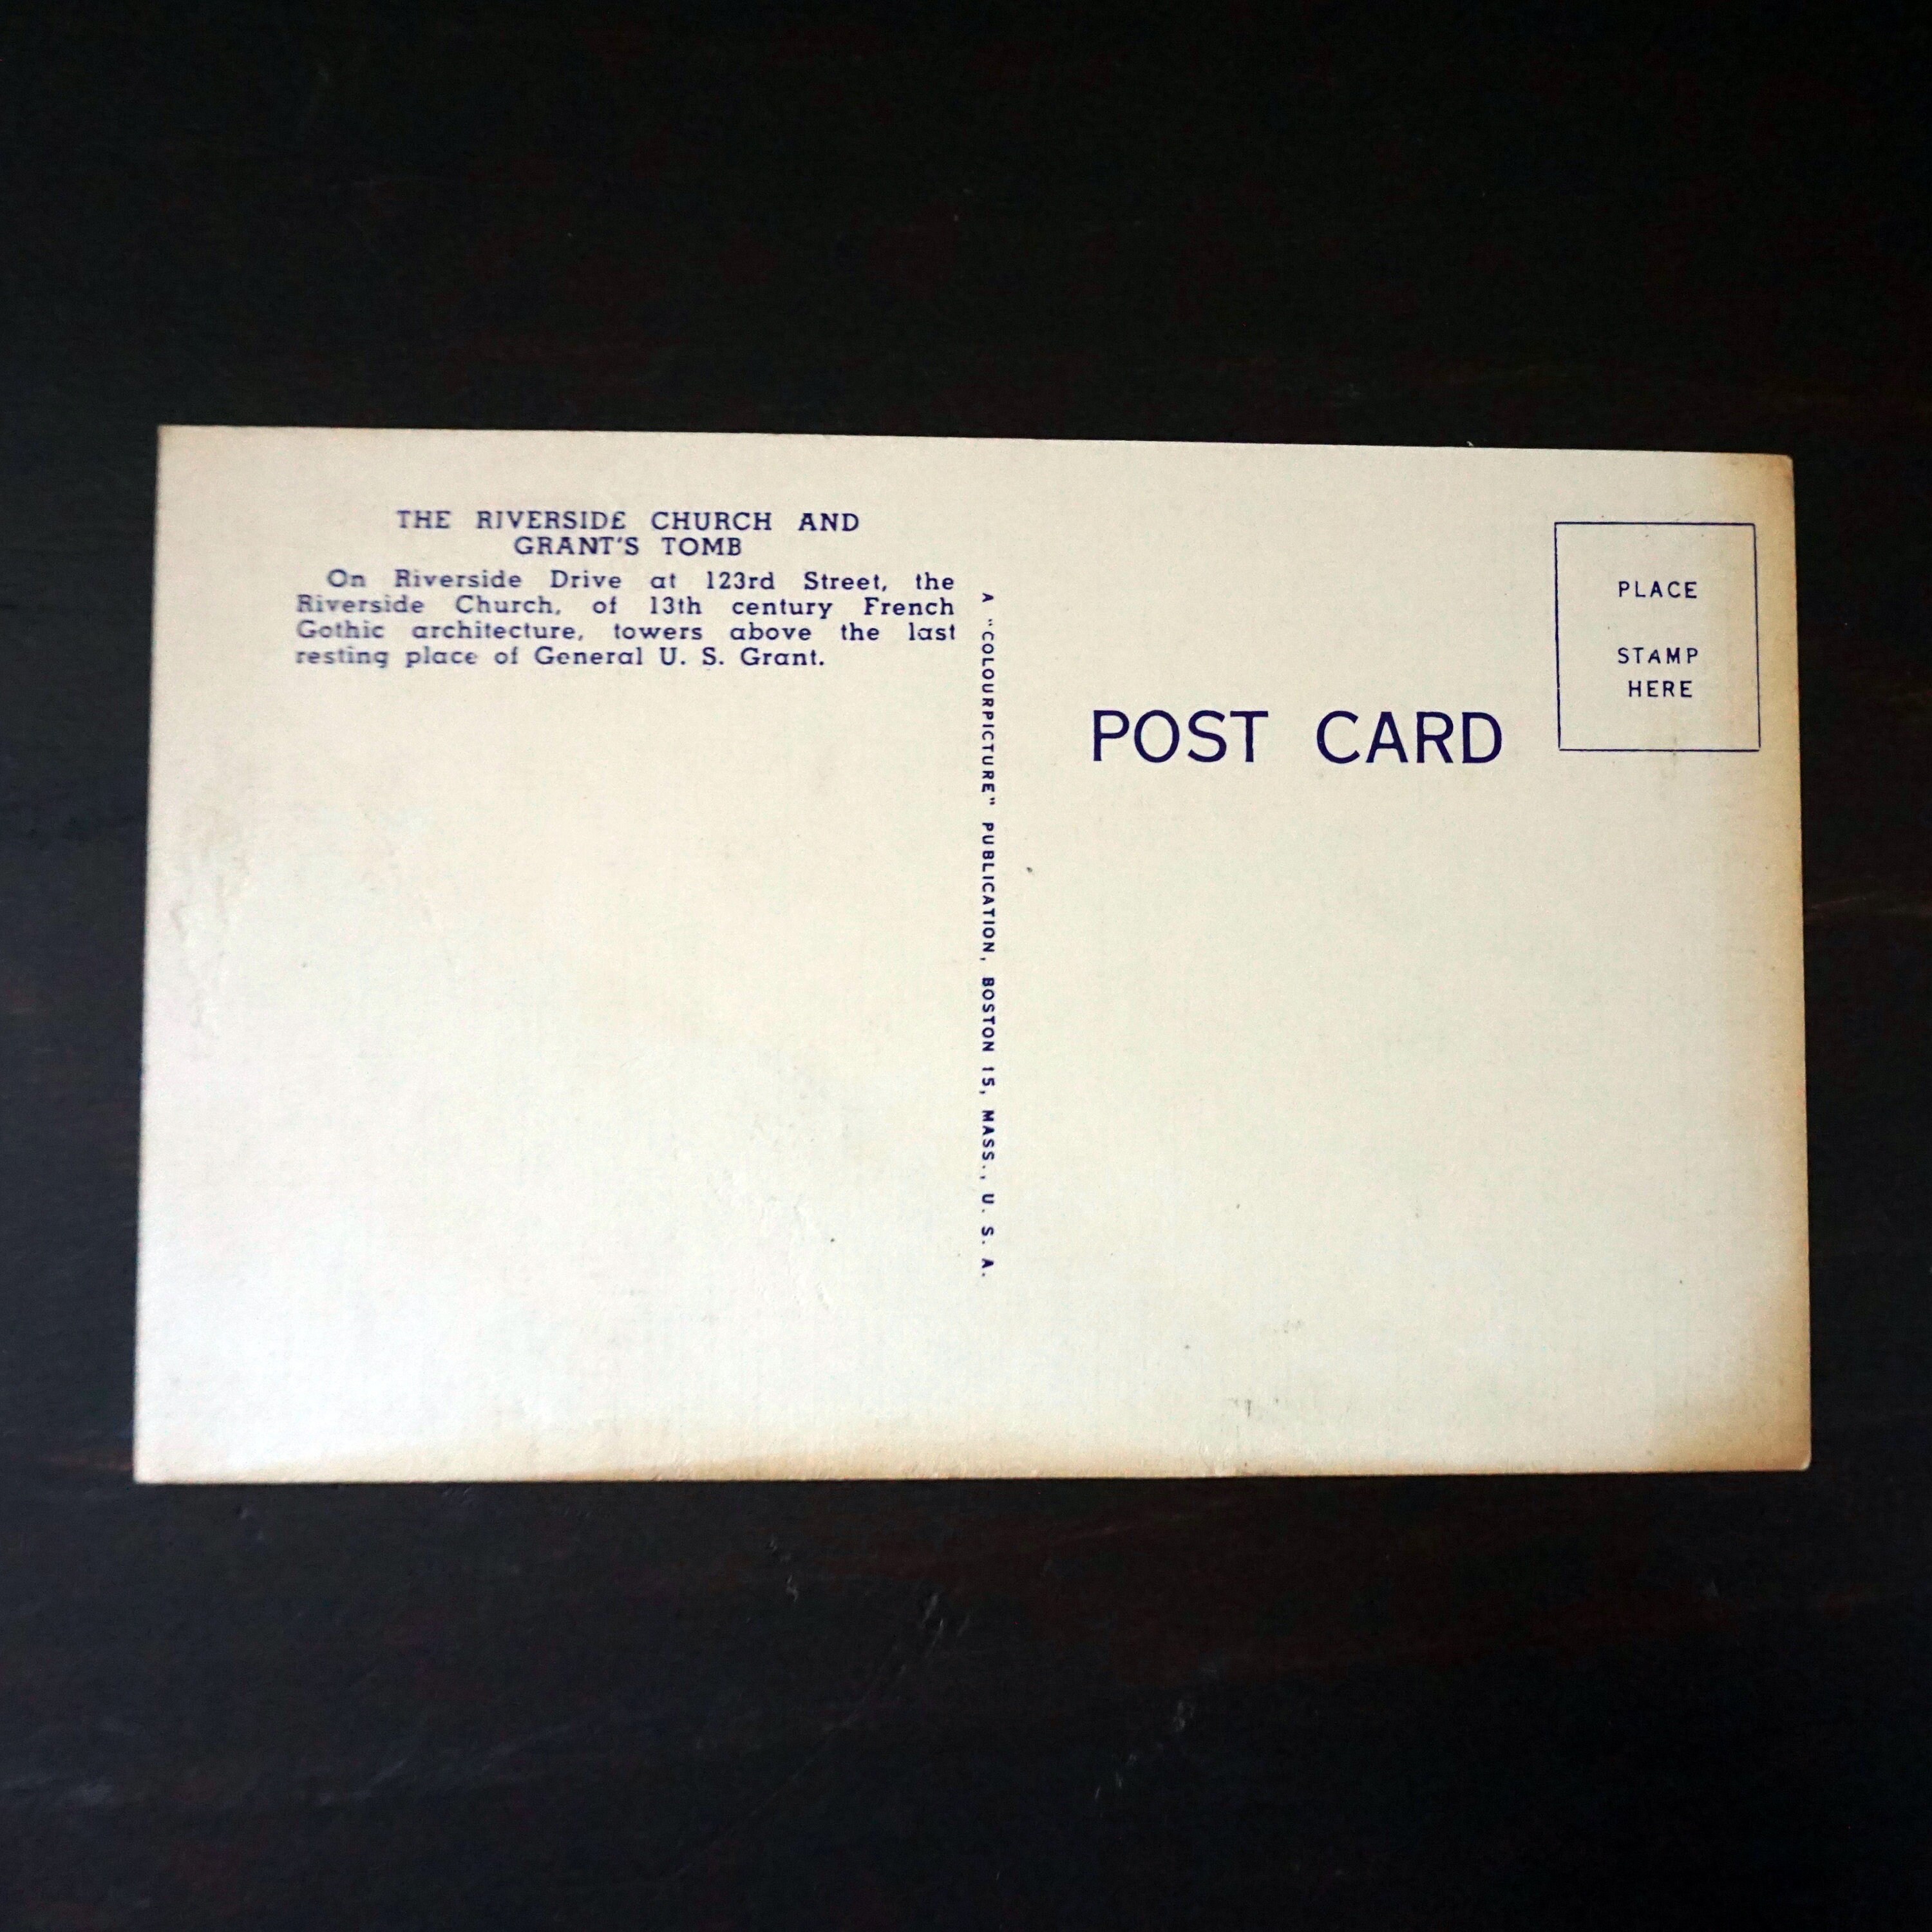 THE RIVERSIDE CHURCH AND
GRANT'S TOMB
On Riverside Drive at 123rd Street, the
Riverside Church, of 13th century French
Gothic architecture, towers above the last
resting place of General U. S. Grant.
A "COLOURPICTURE" PUBLICATION, BOSTON 15, MASS., U. S. A.
POST CARD
PLACE
STAMP
HERE